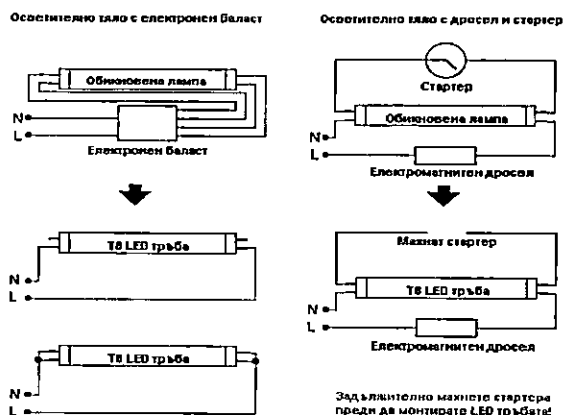 Осветително тяло с електронен баласт
Обикновена лампа
N
L
Електронен баласт
T8 LED тръба
N
L
T8 LED тръба
N
L
Осветително тяло с дросел и стартер
Стартер
Обикновена лампа
N
L
Електромагнитен дросел
Махнат стартер
T8 LED тръба
N
L
Електромагнитен дросел
Задължително махнете стартера
преди да монтирате LED тръбата!